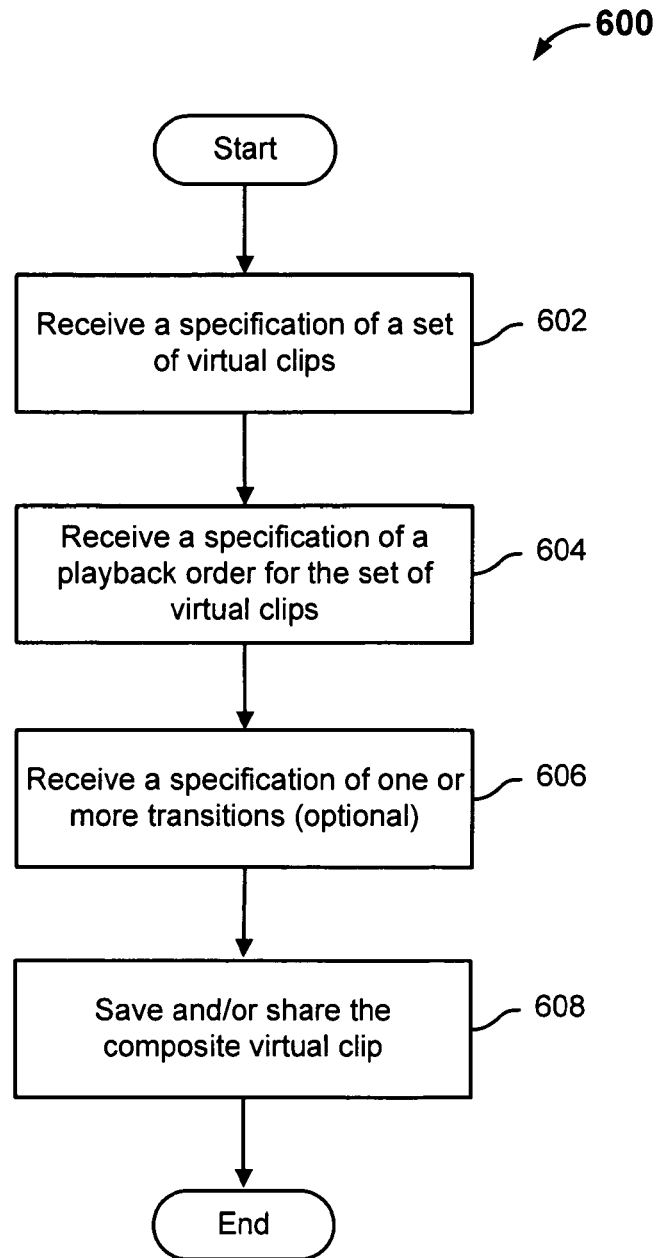 600
Start
Receive a specification of a set
of virtual clips
602
Receive a specification of a
playback order for the set of
virtual clips
604
Receive a specification of one or
more transitions (optional)
606
Save and/or share the
composite virtual clip
608
End